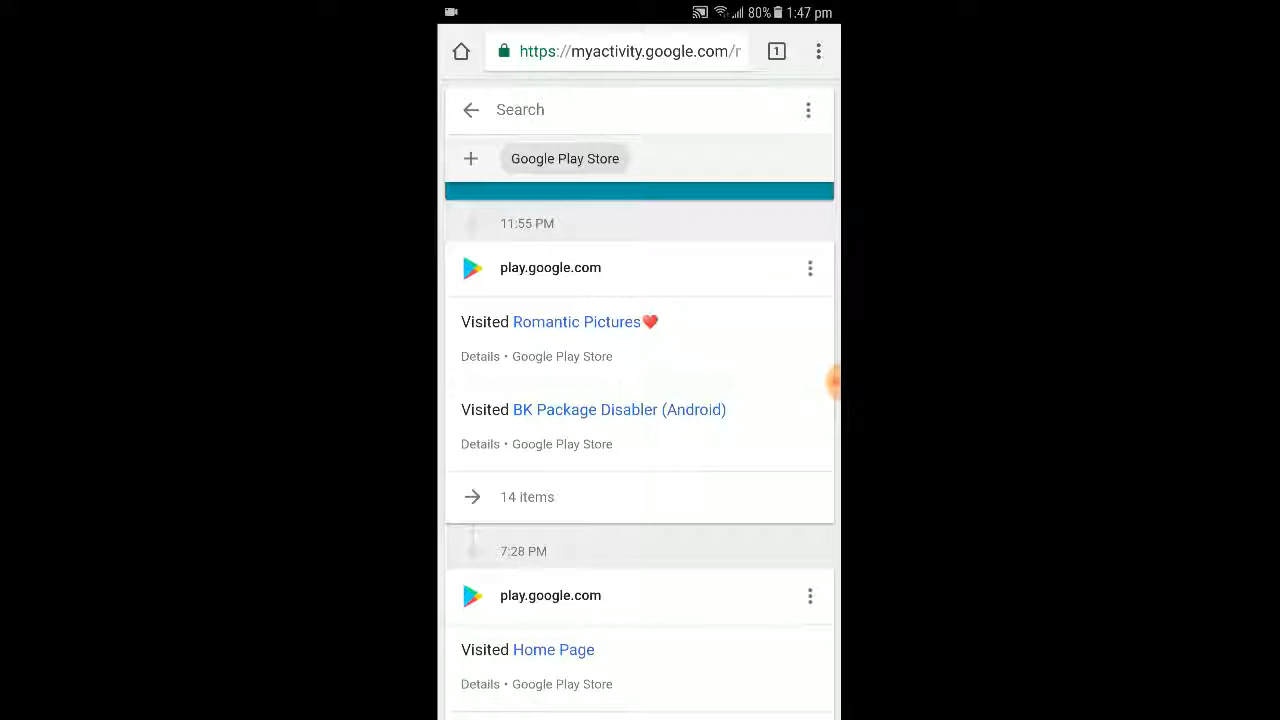 80% 1:47 pm
https://myactivity.google.com/r
1
Search
Google Play Store
11:55 PM
play.google.com
Visited Romantic Pictures❤️
Details • Google Play Store
Visited BK Package Disabler (Android)
Details • Google Play Store
14 items
7:28 PM
play.google.com
Visited Home Page
Details • Google Play Store